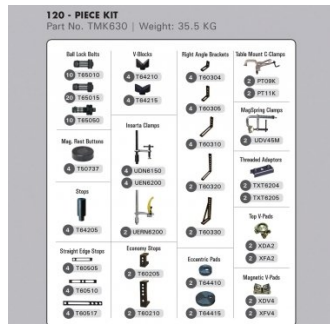 120 - PIECE KIT
Part No. TMK630 | Weight: 35.5 KG
Ball Lock Bolts
10 T65010
20 T65015
10 T65050
Mag. Rest Buttons
4 T50737
Stops
4 T64205
Straight Edge Stops
4 T60505
4 T60510
4 T60517
V-Blocks
4 T64210
4 T64215
Inserta Clamps
4 UDN6150
4 UEN6200
2 UERN6200
Economy Stops
2 T60205
2 T60210
Right Angle Brackets
4 T60304
4 T60305
4 T60310
2 T60320
2 T60330
Eccentric Pads
2 T64410
2 T64415
Table Mount C-Clamps
2 PT09K
2 PT11K
MagSpring Clamps
2 UDV45M
Threaded Adaptors
2 TXT6204
2 TXT6205
Top V-Pads
2 XDA2
2 XFA2
Magnetic V-Pads
2 XDV4
2 XFV4